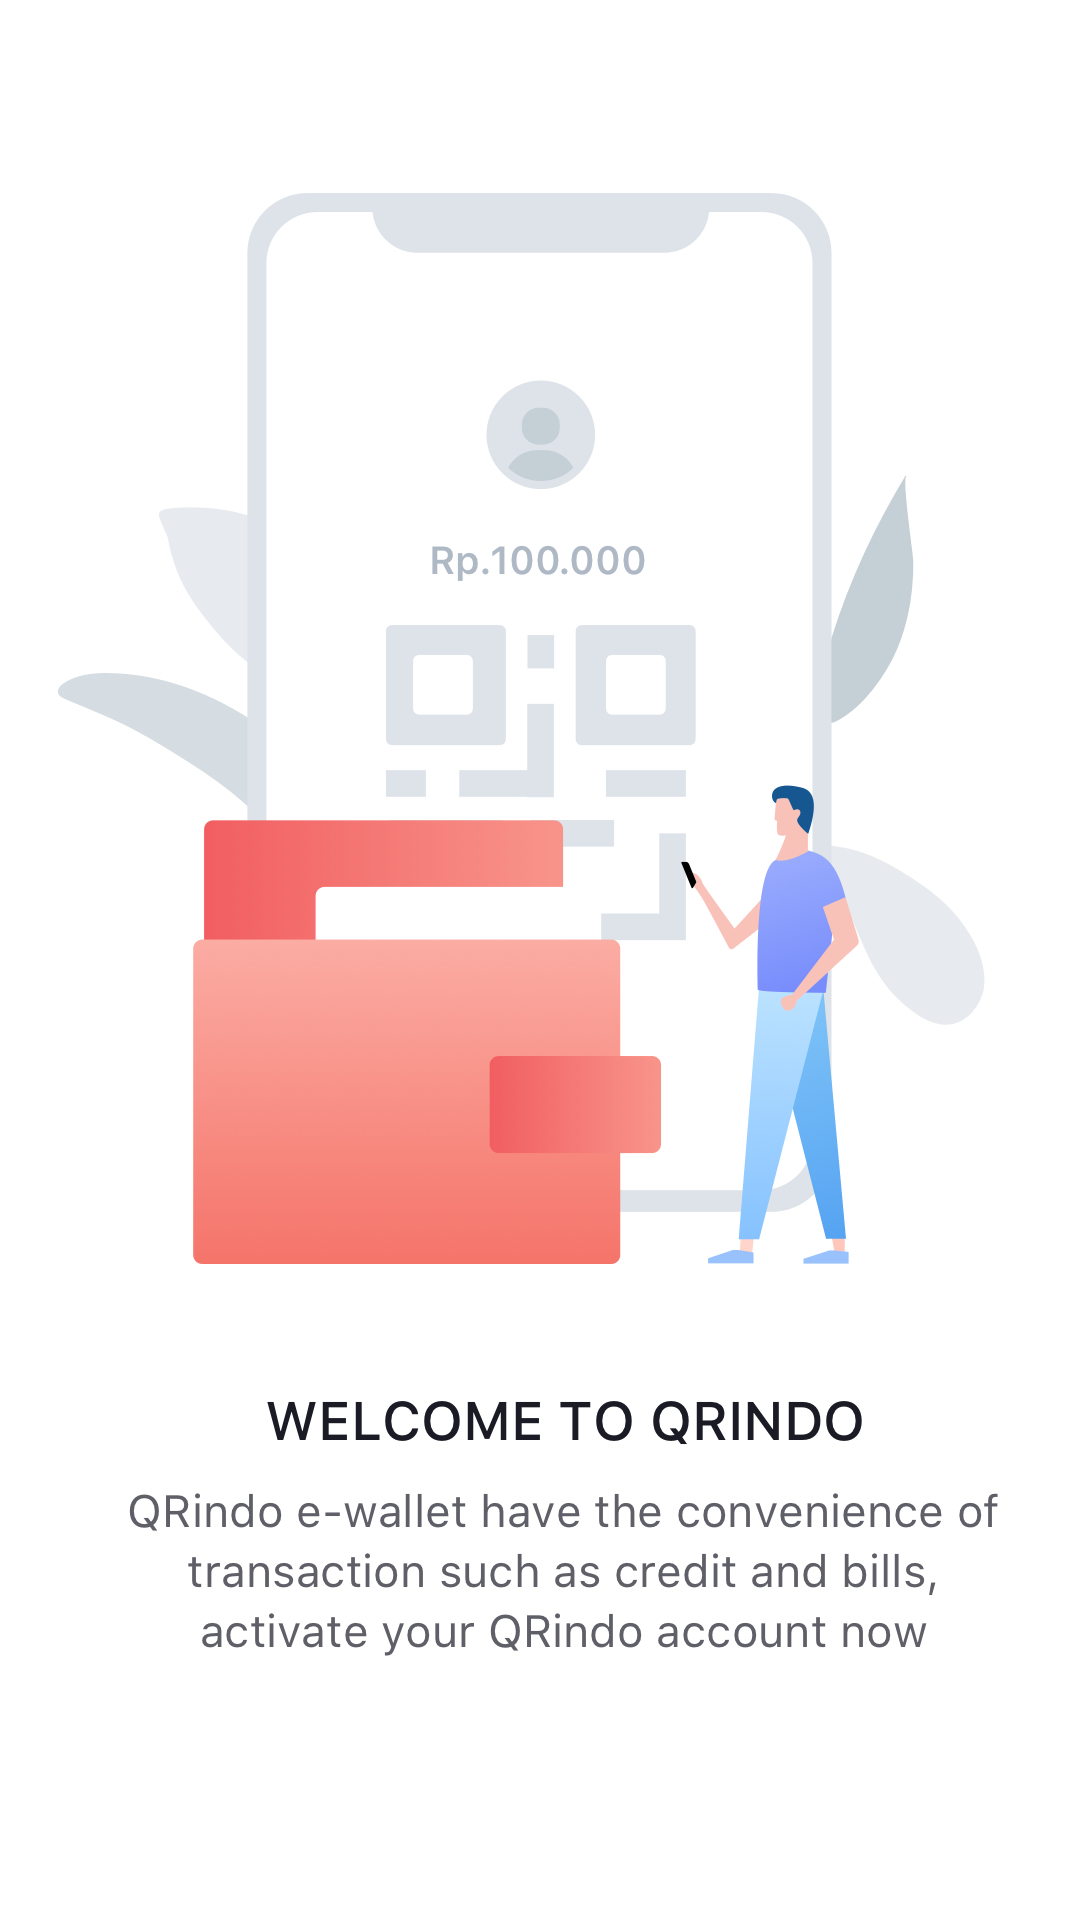 Rp.100.000
WELCOME TO QRINDO
QRindo e-wallet have the convenience of
transaction such as credit and bills,
activate your QRindo account now